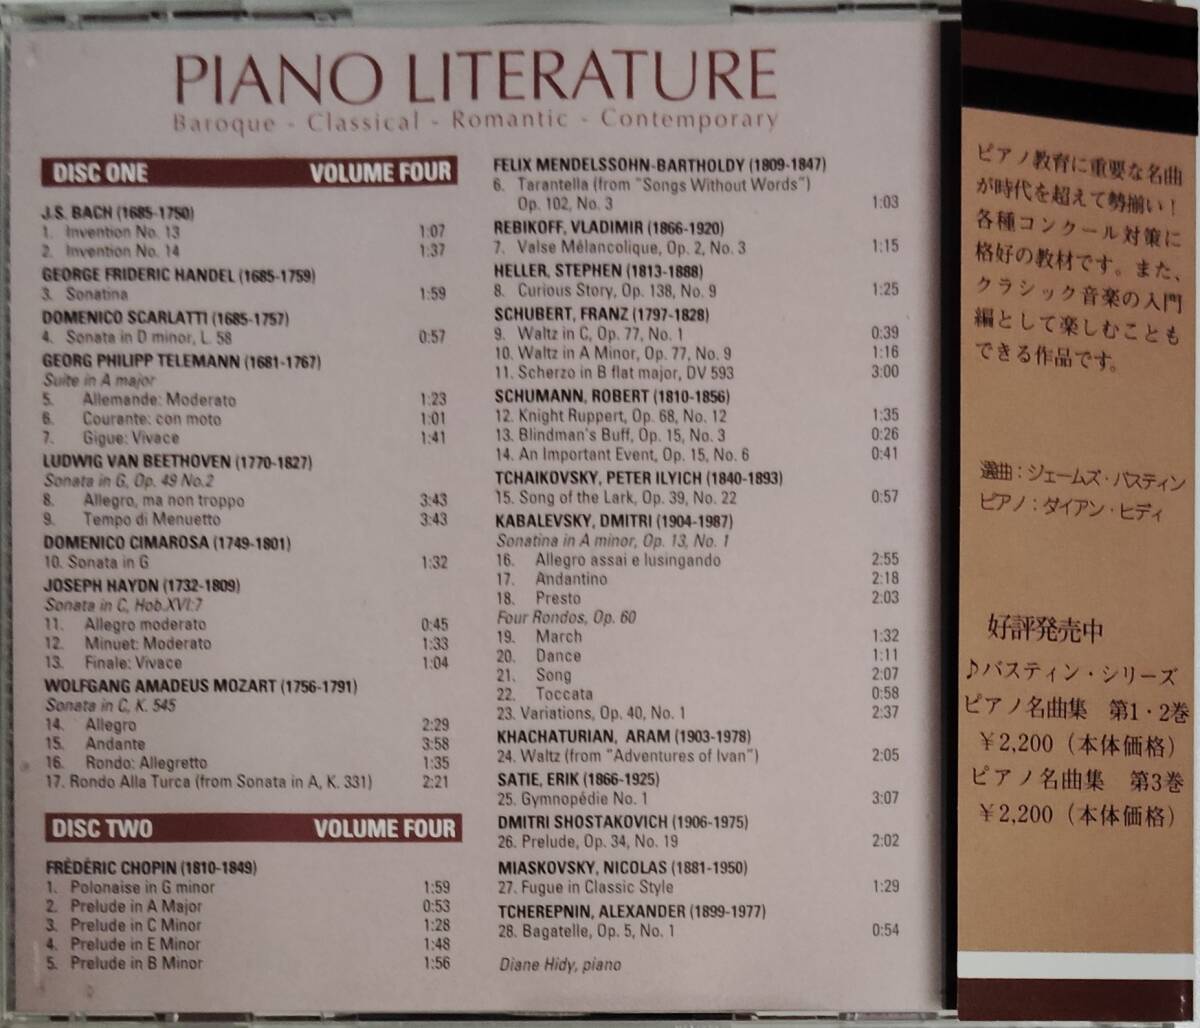 PIANO LITERATURE
Baroque - Classical - Romantic - Contemporary
DISC ONE VOLUME FOUR
J.S. BACH (1685-1750)
1. Invention No. 13 1:07
2. Invention No. 14 1:37
GEORGE FRIDERIC HANDEL (1685-1759)
3. Sonatina 1:59
DOMENICO SCARLATTI (1685-1757)
4. Sonata in D minor, L. 58 0:57
GEORG PHILIPP TELEMANN (1681-1767)
Suite in A major
5. Allemande: Moderato 1:23
6. Courante: con moto 1:01
7. Gigue: Vivace 1:41
LUDWIG VAN BEETHOVEN (1770-1827)
Sonata in G, Op. 49 No.2
8. Allegro, ma non troppo 3:43
9. Tempo di Menuetto 3:43
DOMENICO CIMAROSA (1749-1801)
10. Sonata in G 1:32
JOSEPH HAYDN (1732-1809)
Sonata in C, Hob.XVI:7
11. Allegro moderato 0:45
12. Minuet: Moderato 1:33
13. Finale: Vivace 1:04
WOLFGANG AMADEUS MOZART (1756-1791)
Sonata in C, K. 545
14. Allegro 2:29
15. Andante 3:58
16. Rondo: Allegretto 1:35
17. Rondo Alla Turca (from Sonata in A, K. 331) 2:21
DISC TWO VOLUME FOUR
FRÉDÉRIC CHOPIN (1810-1849)
1. Polonaise in G minor 1:59
2. Prelude in A Major 0:53
3. Prelude in C Minor 1:28
4. Prelude in E Minor 1:48
5. Prelude in B Minor 1:56
FELIX MENDELSSOHN-BARTHOLDY (1809-1847)
6. Tarantella (from "Songs Without Words")
Op. 102, No. 3 1:03
REBIKOFF, VLADIMIR (1866-1920)
7. Valse Mélancolique, Op. 2, No. 3 1:15
HELLER, STEPHEN (1813-1888)
8. Curious Story, Op. 138, No. 9 1:25
SCHUBERT, FRANZ (1797-1828)
9. Waltz in C, Op. 77, No. 1 0:39
10. Waltz in A Minor, Op. 77, No. 9 1:16
11. Scherzo in B flat major, DV 593 3:00
SCHUMANN, ROBERT (1810-1856)
12. Knight Ruppert, Op. 68, No. 12 1:35
13. Blindman's Buff, Op. 15, No. 3 0:26
14. An Important Event, Op. 15, No. 6 0:41
TCHAIKOVSKY, PETER ILYICH (1840-1893)
15. Song of the Lark, Op. 39, No. 22 0:57
KABALEVSKY, DMITRI (1904-1987)
Sonatina in A minor, Op. 13, No. 1
16. Allegro assai e lusingando 2:55
17. Andantino 2:18
18. Presto 2:03
Four Rondos, Op. 60
19. March 1:32
20. Dance 1:11
21. Song 2:07
22. Toccata 0:58
23. Variations, Op. 40, No. 1 2:37
KHACHATURIAN, ARAM (1903-1978)
24. Waltz (from "Adventures of Ivan") 2:05
SATIE, ERIK (1866-1925)
25. Gymnopédie No. 1 3:07
DMITRI SHOSTAKOVICH (1906-1975)
26. Prelude, Op. 34, No. 19 2:02
MIASKOVSKY, NICOLAS (1881-1950)
27. Fugue in Classic Style 1:29
TCHEREPNIN, ALEXANDER (1899-1977)
28. Bagatelle, Op. 5, No. 1 0:54
Diane Hidy, piano
ピアノ教育に重要な名曲
が時代を超えて勢揃い！
各種コンクール対策に
格好の教材です。また、
クラシック音楽の入門
編として楽しむことも
できる作品です。
選曲：ジェームズ・バスティン
ピアノ：ダイアン・ヒディ
好評発売中
♪バスティン・シリーズ
ピアノ名曲集 第1・2巻
￥2,200（本体価格）
ピアノ名曲集 第3巻
￥2,200（本体価格）